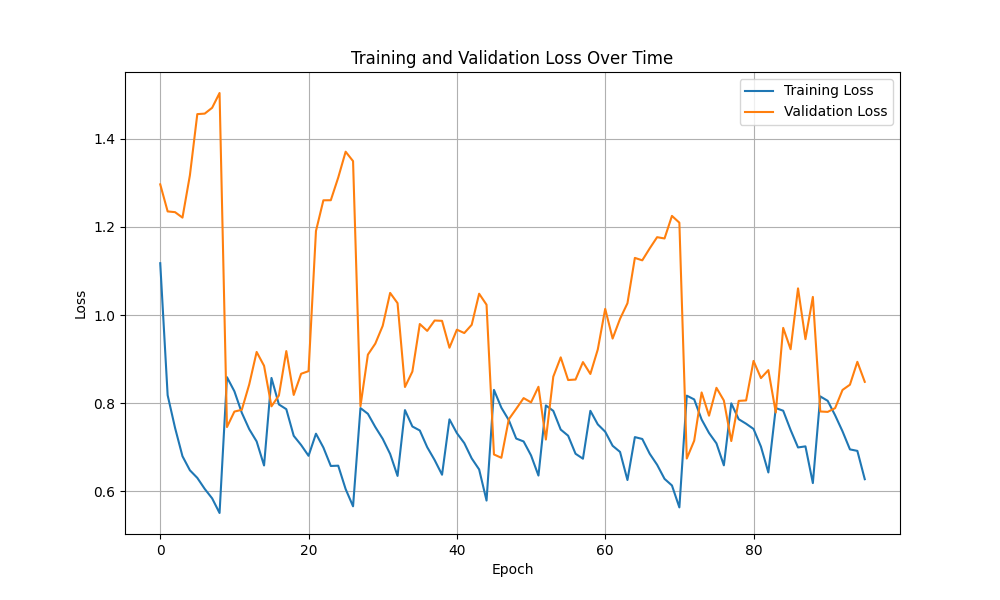 Training and Validation Loss Over Time
Training Loss
Validation Loss
1.4
1.2
1.0
0.8
0.6
Loss
0
20
40
60
80
Epoch